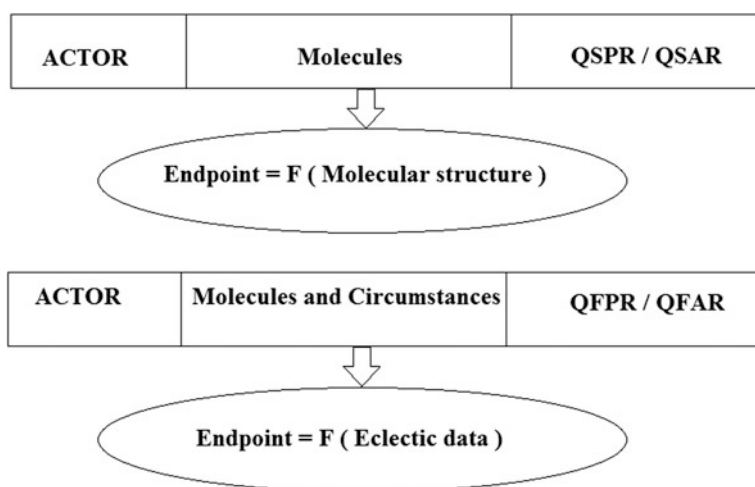 ACTOR Molecules QSPR / QSAR
Endpoint = F ( Molecular structure )
ACTOR Molecules and Circumstances QFPR / QFAR
Endpoint = F ( Eclectic data )